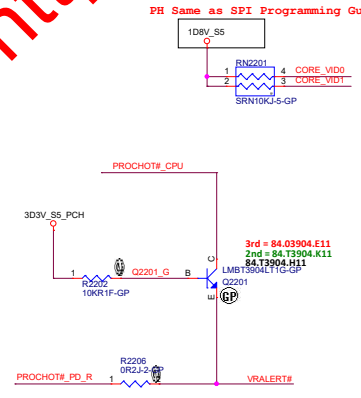 PH Same as SPI Programming Gu
1D8V_S5
RN2201
1 4 CORE_VID0
2 3 CORE_VID1
SRN10KJ-5-GP
PROCHOT#_CPU
3D3V_S5_PCH
3rd = 84.03904.E11
2nd = 84.T3904.K11
84.T3904.H11
C
LMBT3904LT1G-GP
1 Q2201_G B
R2202 Q2201
10KR1F-GP
E GP
R2206
0R2J-2-GP
PROCHOT#_PD_R 1 VRALERT#